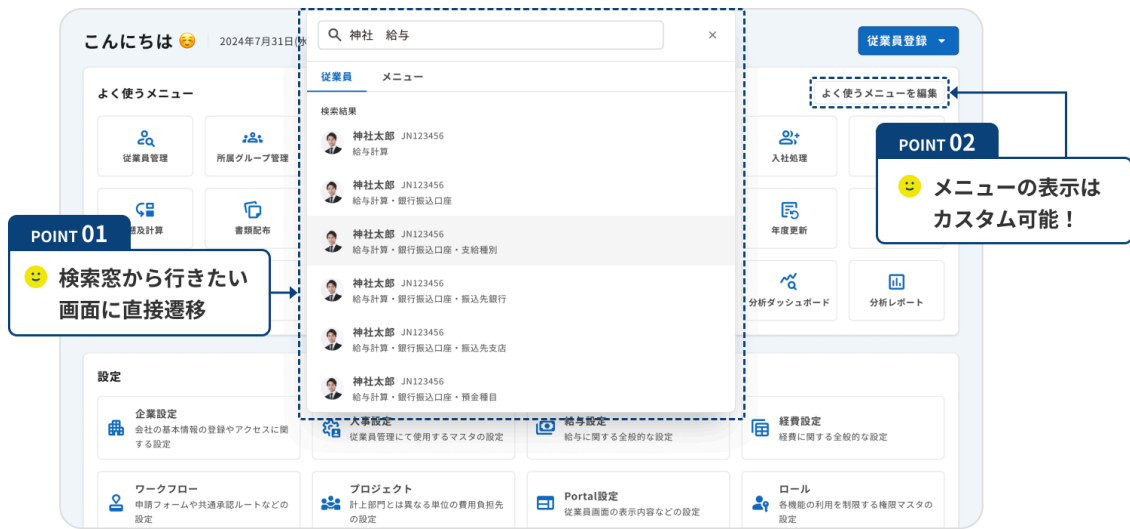 こんにちは
2024年7月31日(水
神社 給与
従業員登録
従業員
メニュー
よく使うメニュー
よく使うメニューを編集
検索結果
神社太郎 JN123456
給与計算
神社太郎 JN123456
給与計算・銀行振込口座
神社太郎 JN123456
給与計算・銀行振込口座・支給種別
神社太郎 JN123456
給与計算・銀行振込口座・振込先銀行
神社太郎 JN123456
給与計算・銀行振込口座・振込先支店
神社太郎 JN123456
給与計算・銀行振込口座・預金種目
従業員管理
所属グループ管理
入社処理
及計算
書類配布
年度更新
分析ダッシュボード
分析レポート
POINT 01
検索窓から行きたい
画面に直接遷移
POINT 02
メニューの表示は
カスタム可能！
設定
企業設定
会社の基本情報の登録やアクセスに関
する設定
人事設定
従業員管理にて使用するマスタの設定
給与設定
給与に関する全般的な設定
経費設定
経費に関する全般的な設定
ワークフロー
申請フォームや共通承認ルートなどの
設定
プロジェクト
計上部門とは異なる単位の費用負担先
の設定
Portal設定
従業員画面の表示内容などの設定
ロール
各機能の利用を制限する権限マスタの
設定